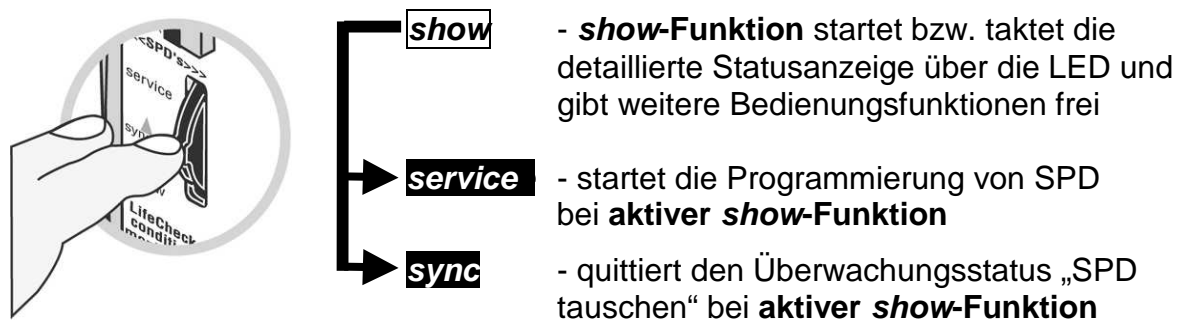 <<SPD's>>>
service
LifeCheck
show - show-Funktion startet bzw. taktet die
detaillierte Statusanzeige über die LED und
gibt weitere Bedienungsfunktionen frei
service - startet die Programmierung von SPD
bei aktiver show-Funktion
sync - quittiert den Überwachungsstatus „SPD
tauschen“ bei aktiver show-Funktion